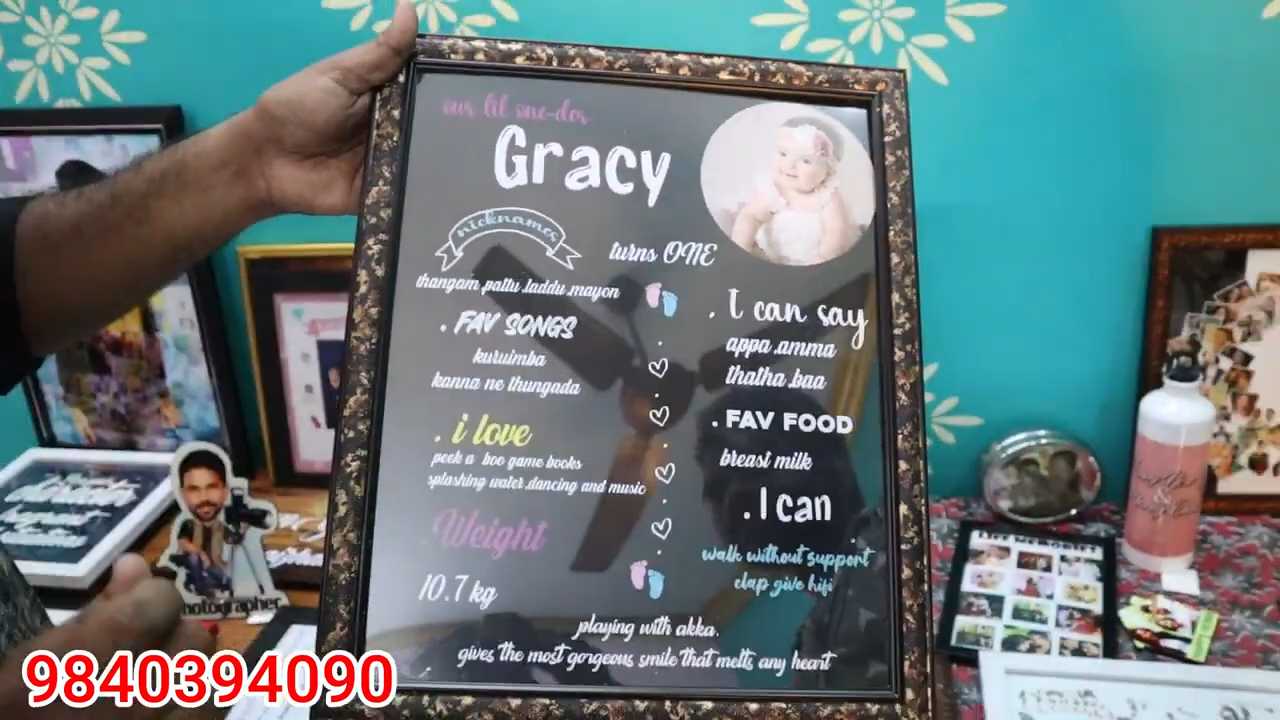 our lil one-der
Gracy
nicknames
turns ONE
thangam.pattu.laddu.mayon
. FAV SONGS
kuruimba
kanna ne thungada
. i love
peek a boo game books
splashing water.dancing and music
. Weight
10.7 kg
. I can say
appa.amma
thatha.baa
. FAV FOOD
breast milk
. I can
walk without support
clap give hifi
playing with akka.
gives the most gorgeous smile that melts any heart
hotographer
LIFE MEMORIES
9840394090